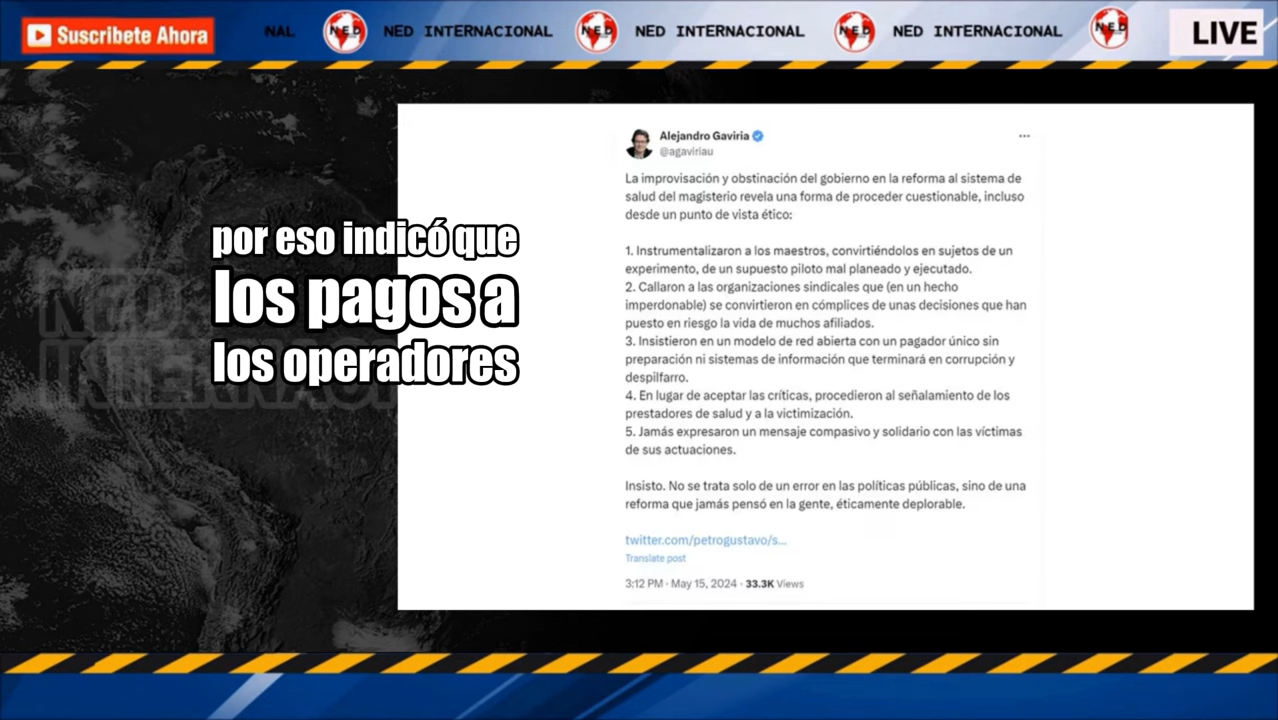 Suscribete Ahora
NAL
NED
NED INTERNACIONAL
NED
NED INTERNACIONAL
NED
NED INTERNACIONAL
NED
LIVE
por eso indicó que
los pagos a
los operadores
NED
INTERNAC
Alejandro Gaviria
@agaviriau
La improvisación y obstinación del gobierno en la reforma al sistema de
salud del magisterio revela una forma de proceder cuestionable, incluso
desde un punto de vista ético:
1. Instrumentalizaron a los maestros, convirtiéndolos en sujetos de un
experimento, de un supuesto piloto mal planeado y ejecutado.
2. Callaron a las organizaciones sindicales que (en un hecho
imperdonable) se convirtieron en cómplices de unas decisiones que han
puesto en riesgo la vida de muchos afiliados.
3. Insistieron en un modelo de red abierta con un pagador único sin
preparación ni sistemas de información que terminará en corrupción y
despilfarro.
4. En lugar de aceptar las críticas, procedieron al señalamiento de los
prestadores de salud y a la victimización.
5. Jamás expresaron un mensaje compasivo y solidario con las víctimas
de sus actuaciones.
Insisto. No se trata solo de un error en las políticas públicas, sino de una
reforma que jamás pensó en la gente, éticamente deplorable.
twitter.com/petrogustavo/s...
Translate post
3:12 PM · May 15, 2024 · 33.3K Views